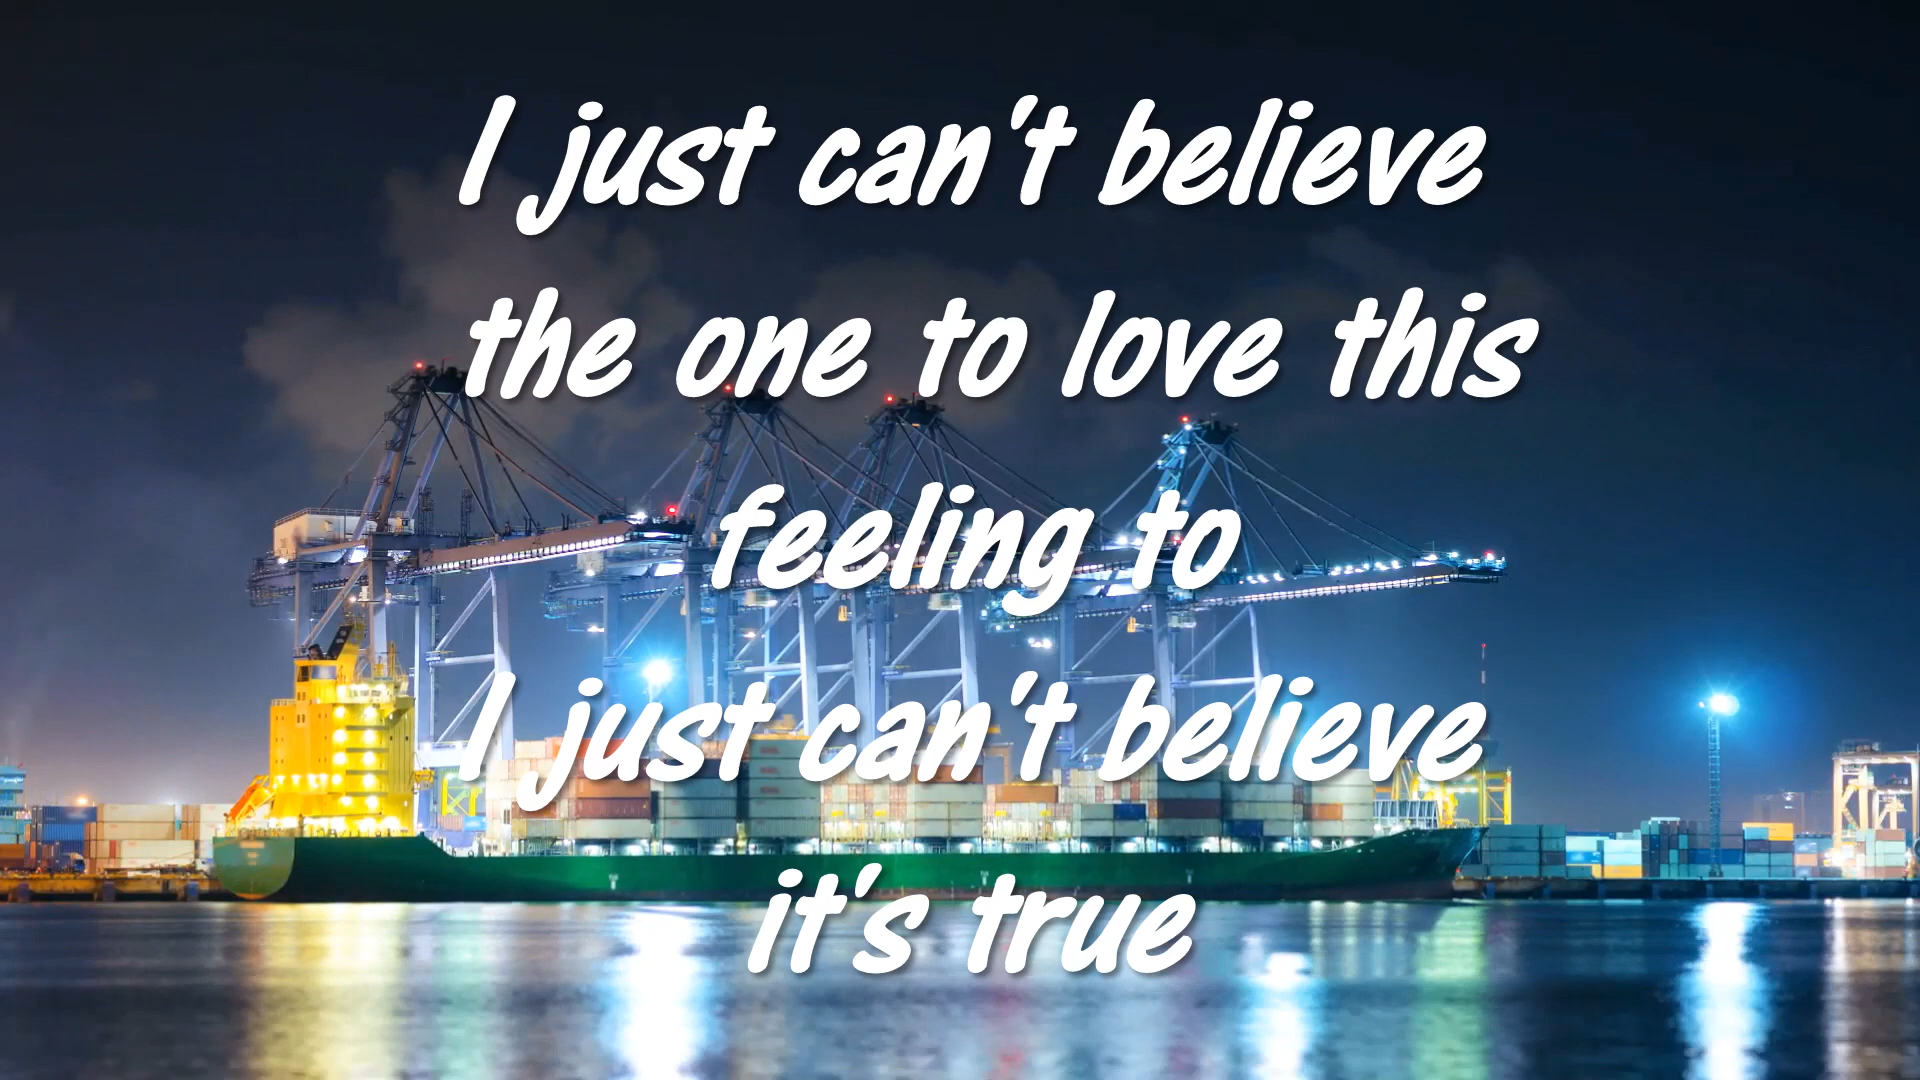 I just can't believe
the one to love this
feeling to
I just can't believe
it's true